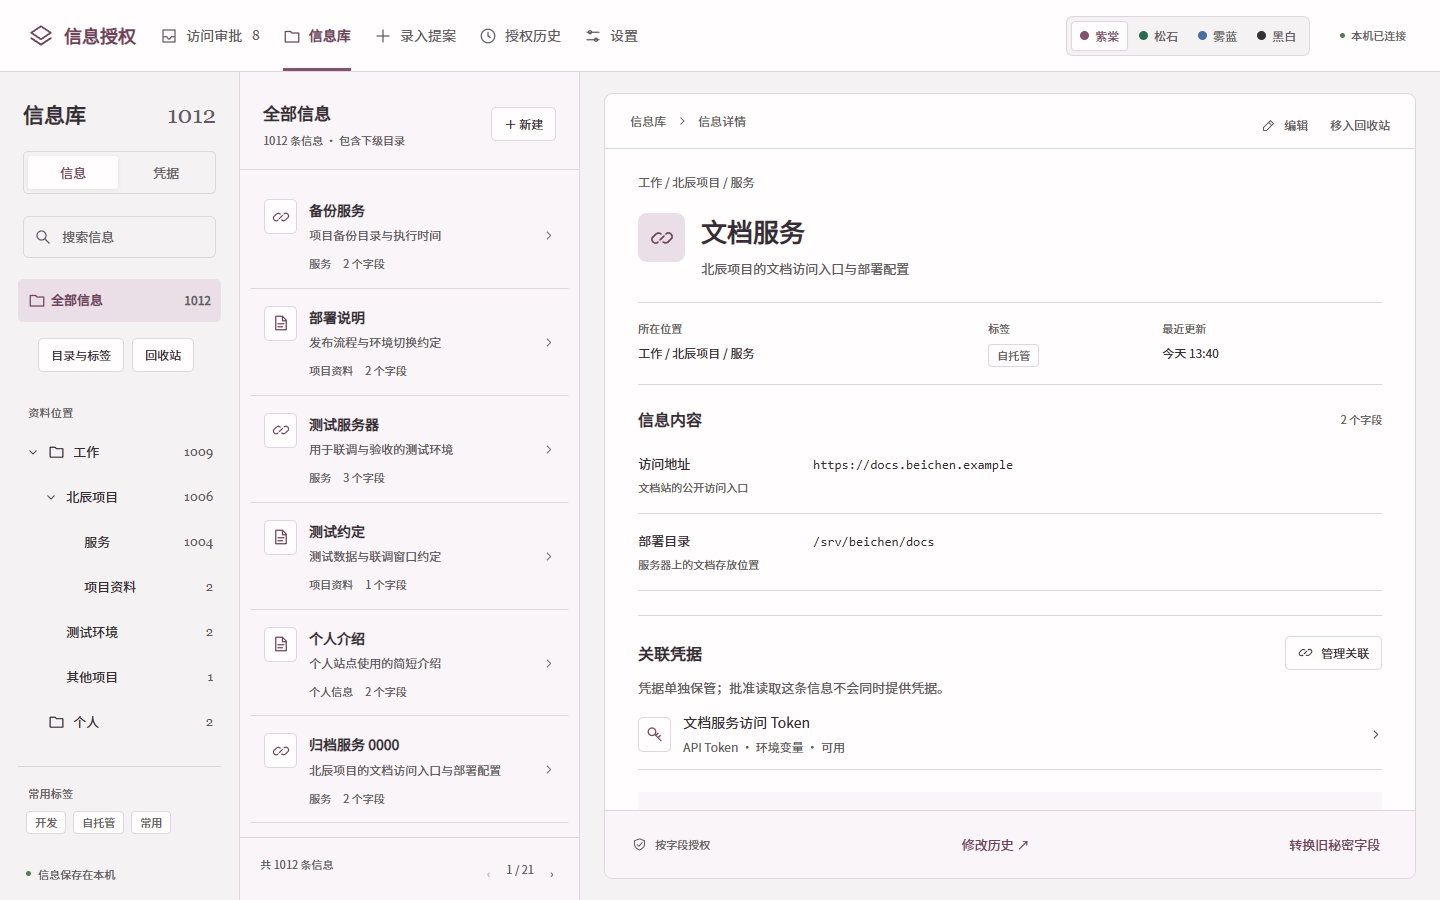 信息授权
访问审批 8
信息库
录入提案
授权历史
设置
紫棠
松石
雾蓝
黑白
本机已连接
信息库 1012
信息
凭据
搜索信息
全部信息 1012
目录与标签
回收站
资料位置
工作 1009
北辰项目 1006
服务 1004
项目资料 2
测试环境 2
其他项目 1
个人 2
常用标签
开发
自托管
常用
信息保存在本机
全部信息
1012 条信息 · 包含下级目录
新建
备份服务
项目备份目录与执行时间
服务 2 个字段
部署说明
发布流程与环境切换约定
项目资料 2 个字段
测试服务器
用于联调与验收的测试环境
服务 3 个字段
测试约定
测试数据与联调窗口约定
项目资料 1 个字段
个人介绍
个人站点使用的简短介绍
个人信息 2 个字段
归档服务 0000
北辰项目的文档访问入口与部署配置
服务 2 个字段
共 1012 条信息
‹ 1 / 21 ›
信息库 > 信息详情
编辑
移入回收站
工作 / 北辰项目 / 服务
文档服务
北辰项目的文档访问入口与部署配置
所在位置
工作 / 北辰项目 / 服务
标签
自托管
最近更新
今天 13:40
信息内容
2 个字段
访问地址
https://docs.beichen.example
文档站的公开访问入口
部署目录
/srv/beichen/docs
服务器上的文档存放位置
关联凭据
管理关联
凭据单独保管；批准读取这条信息不会同时提供凭据。
文档服务访问 Token
API Token · 环境变量 · 可用
按字段授权
修改历史 ↗
转换旧秘密字段